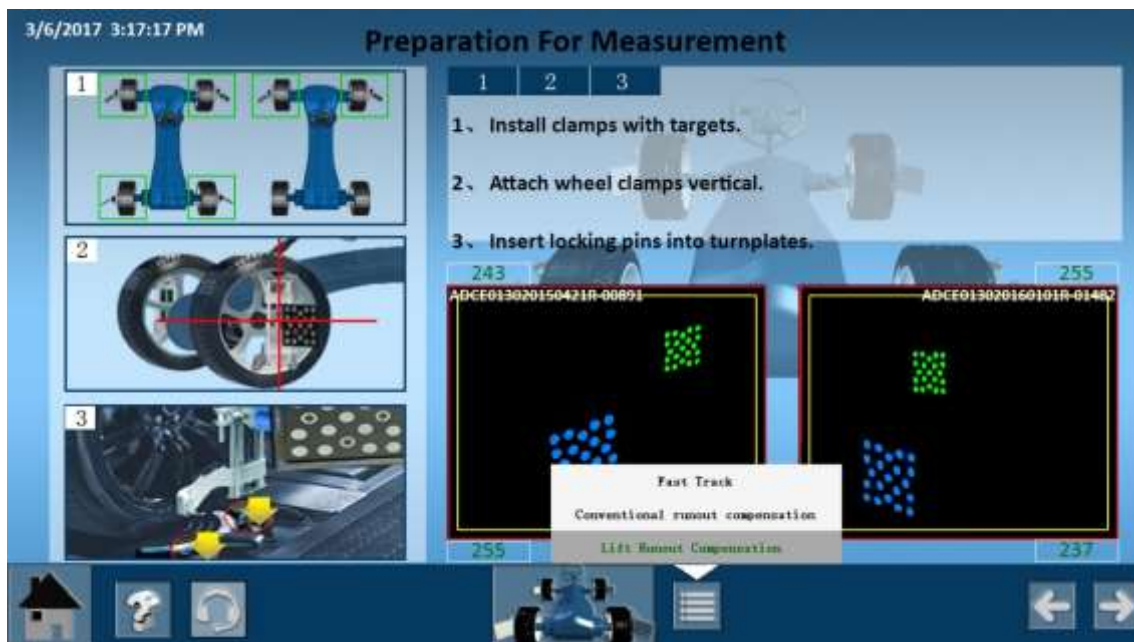 3/6/2017 3:17:17 PM
Preparation For Measurement
1
2
3
1 2 3
1、 Install clamps with targets.
2、 Attach wheel clamps vertical.
3、 Insert locking pins into turnplates.
243 255
ADCE013020150421R-00891 ADCE013020160101R-01482
Fast Track
Conventional runout compensation
Lift Runout Compensation
255 237